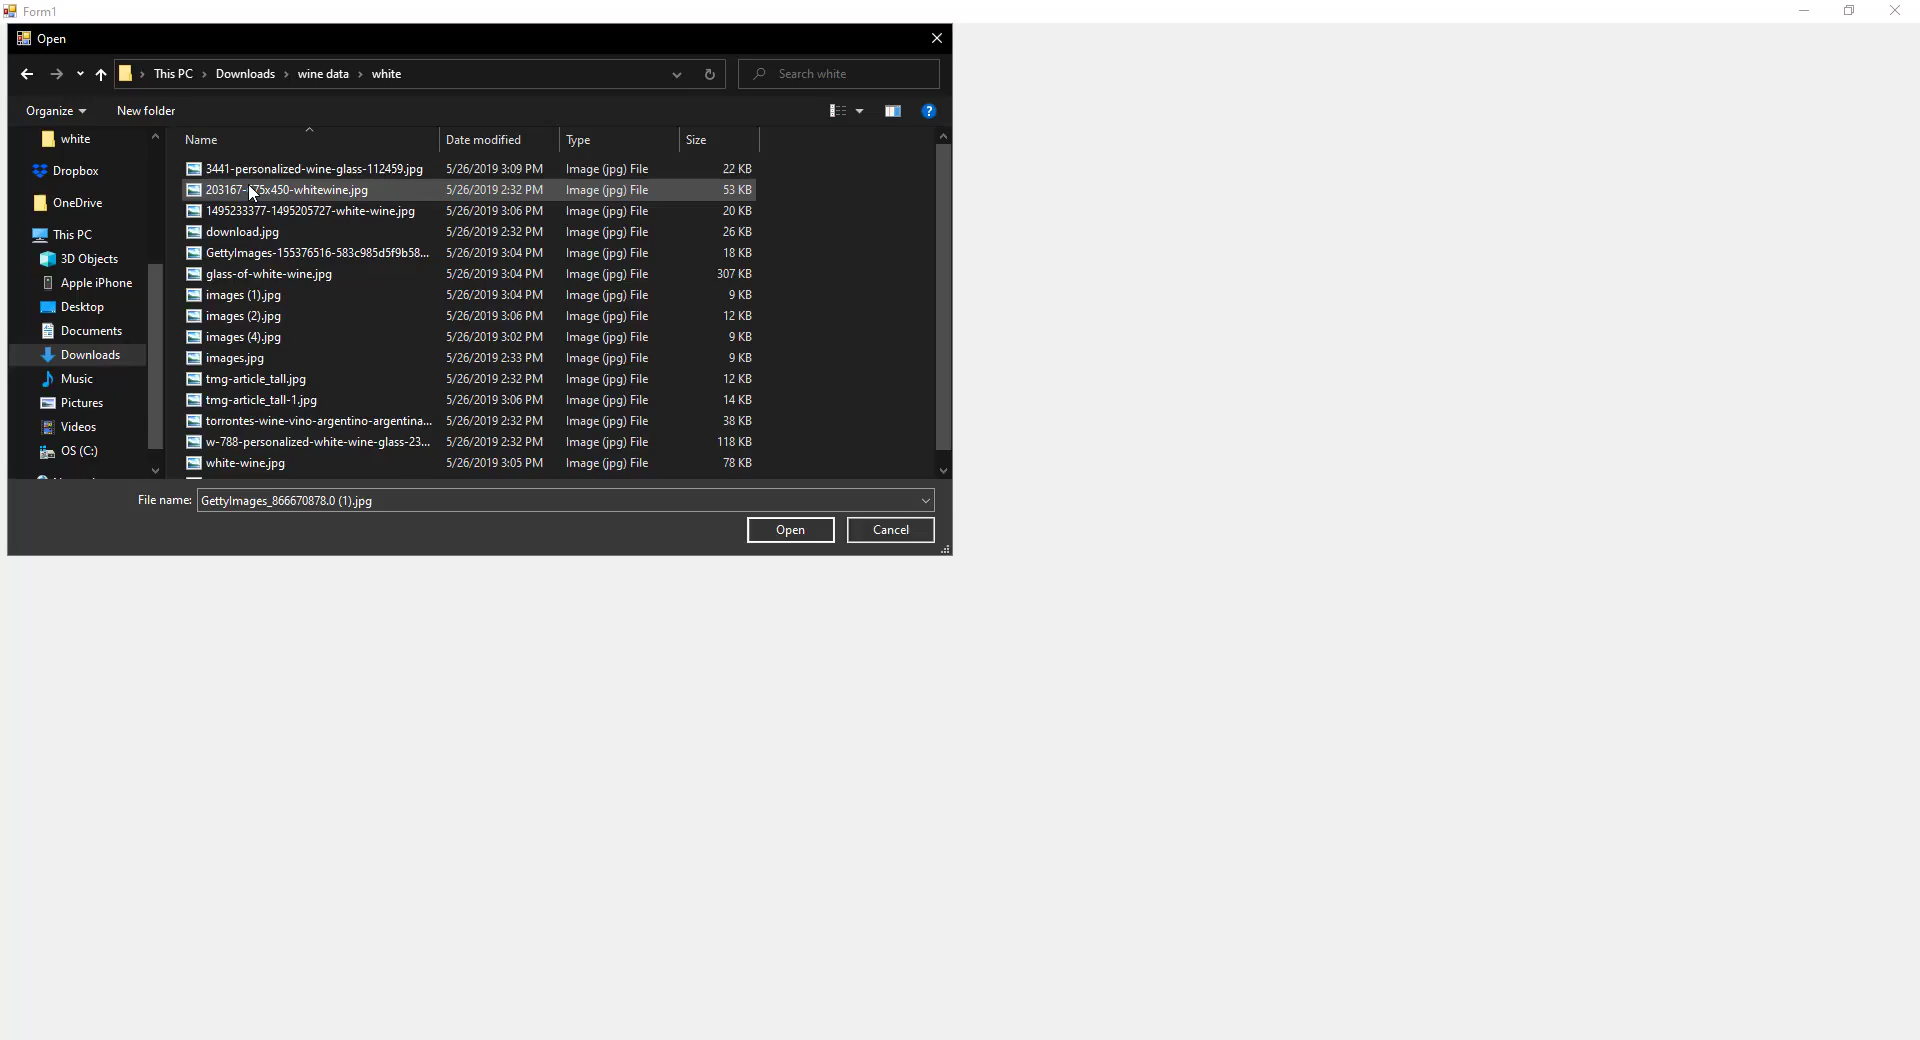 Form1
Open
This PC > Downloads > wine data > white
Search white
Organize
New folder
white
Dropbox
OneDrive
This PC
3D Objects
Apple iPhone
Desktop
Documents
Downloads
Music
Pictures
Videos
OS (C:)
Name Date modified Type Size
3441-personalized-wine-glass-112459.jpg 5/26/2019 3:09 PM Image (jpg) File 22 KB
203167- 5x450-whitewine.jpg 5/26/2019 2:32 PM Image (jpg) File 53 KB
1495233377-1495205727-white-wine.jpg 5/26/2019 3:06 PM Image (jpg) File 20 KB
download.jpg 5/26/2019 2:32 PM Image (jpg) File 26 KB
GettyImages-155376516-583c985d5f9b58... 5/26/2019 3:04 PM Image (jpg) File 18 KB
glass-of-white-wine.jpg 5/26/2019 3:04 PM Image (jpg) File 307 KB
images (1).jpg 5/26/2019 3:04 PM Image (jpg) File 9 KB
images (2).jpg 5/26/2019 3:06 PM Image (jpg) File 12 KB
images (4).jpg 5/26/2019 3:02 PM Image (jpg) File 9 KB
images.jpg 5/26/2019 2:33 PM Image (jpg) File 9 KB
tmg-article_tall.jpg 5/26/2019 2:32 PM Image (jpg) File 12 KB
tmg-article_tall-1.jpg 5/26/2019 3:06 PM Image (jpg) File 14 KB
torrontes-wine-vino-argentino-argentina... 5/26/2019 2:32 PM Image (jpg) File 38 KB
w-788-personalized-white-wine-glass-23... 5/26/2019 2:32 PM Image (jpg) File 118 KB
white-wine.jpg 5/26/2019 3:05 PM Image (jpg) File 78 KB
File name: GettyImages_866670878.0 (1).jpg
Open
Cancel